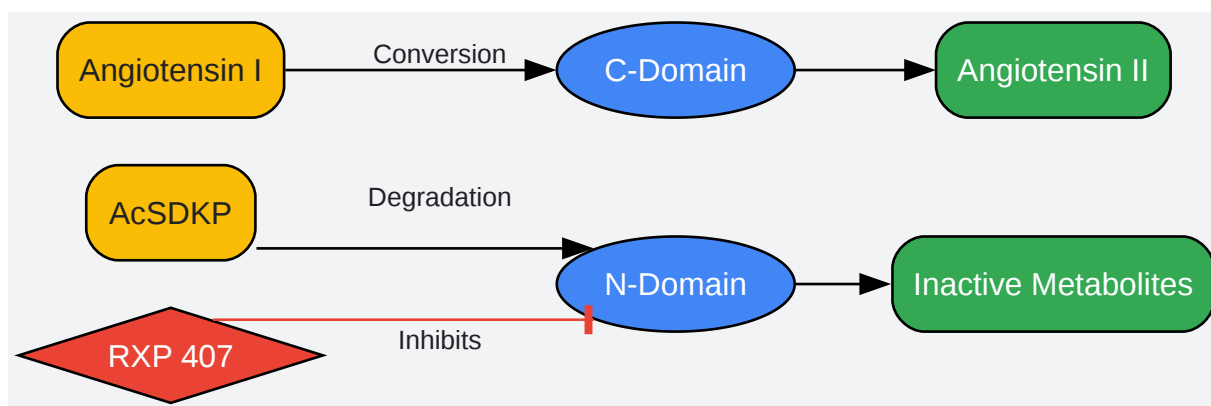 Angiotensin I
Conversion
C-Domain
Angiotensin II
AcSDKP
Degradation
N-Domain
Inactive Metabolites
RXP 407
Inhibits